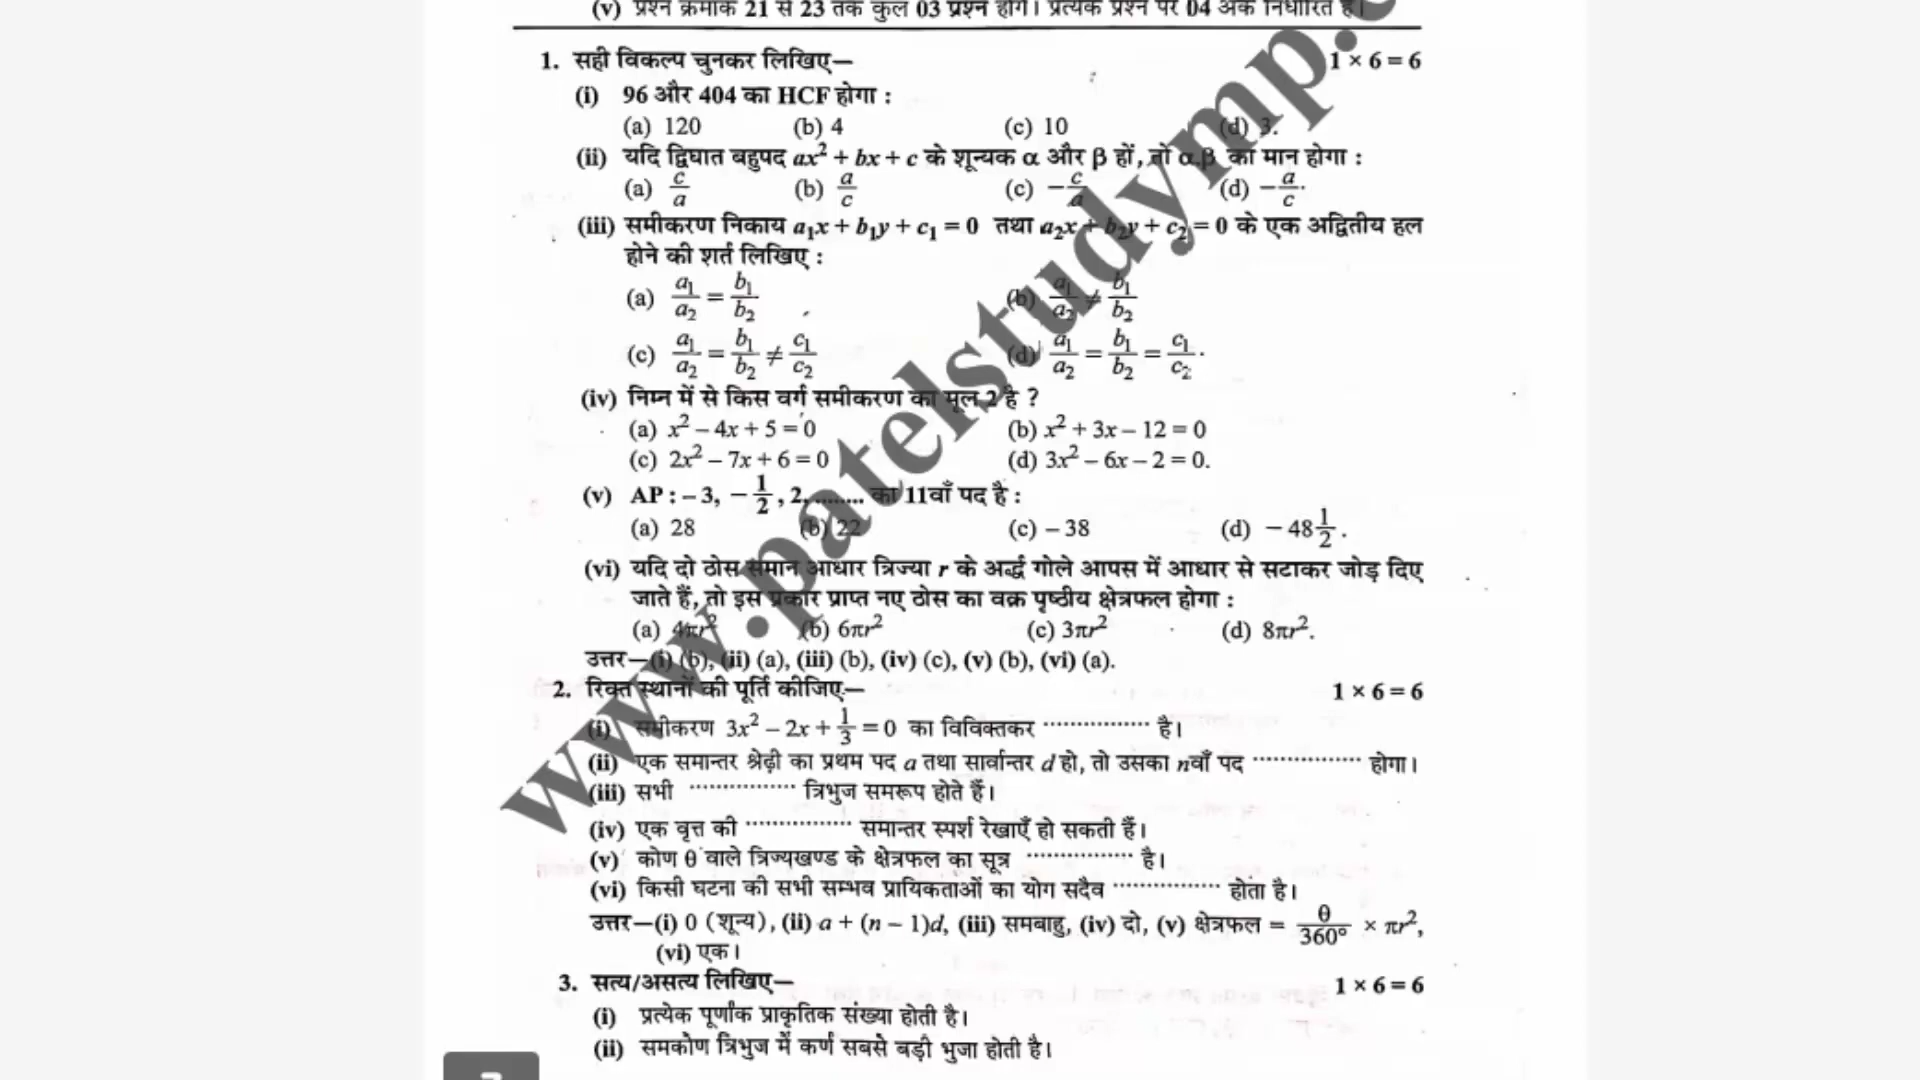 (v) प्रश्न क्रमांक 21 से 23 तक कुल 03 प्रश्न होंगे। प्रत्येक प्रश्न पर 04 अंक निर्धारित हैं।
1. सही विकल्प चुनकर लिखिए— 1 × 6 = 6
(i) 96 और 404 का HCF होगा :
(a) 120 (b) 4 (c) 10 (d) 3.
(ii) यदि द्विघात बहुपद ax² + bx + c के शून्यक α और β हों, तो α.β का मान होगा :
(a) c/a (b) a/c (c) −c/a (d) −a/c.
(iii) समीकरण निकाय a₁x + b₁y + c₁ = 0 तथा a₂x + b₂y + c₂ = 0 के एक अद्वितीय हल
होने की शर्त लिखिए :
(a) a₁/a₂ = b₁/b₂ (b) a₁/a₂ ≠ b₁/b₂
(c) a₁/a₂ = b₁/b₂ ≠ c₁/c₂ (d) a₁/a₂ = b₁/b₂ = c₁/c₂.
(iv) निम्न में से किस वर्ग समीकरण का मूल 2 है ?
(a) x² – 4x + 5 = 0 (b) x² + 3x – 12 = 0
(c) 2x² – 7x + 6 = 0 (d) 3x² – 6x – 2 = 0.
(v) AP : – 3, – 1/2, 2, ........ का 11वाँ पद है :
(a) 28 (b) 22 (c) – 38 (d) – 48 1/2.
(vi) यदि दो ठोस समान आधार त्रिज्या r के अर्द्ध गोले आपस में आधार से सटाकर जोड़ दिए
जाते हैं, तो इस प्रकार प्राप्त नए ठोस का वक्र पृष्ठीय क्षेत्रफल होगा :
(a) 4πr² (b) 6πr² (c) 3πr² (d) 8πr².
उत्तर—(i) (b), (ii) (a), (iii) (b), (iv) (c), (v) (b), (vi) (a).
2. रिक्त स्थानों की पूर्ति कीजिए— 1 × 6 = 6
(i) समीकरण 3x² – 2x + 1/3 = 0 का विविक्तकर ................ है।
(ii) एक समान्तर श्रेढ़ी का प्रथम पद a तथा सार्वान्तर d हो, तो उसका nवाँ पद ................ होगा।
(iii) सभी ................ त्रिभुज समरूप होते हैं।
(iv) एक वृत्त की ................ समान्तर स्पर्श रेखाएँ हो सकती हैं।
(v) कोण θ वाले त्रिज्यखण्ड के क्षेत्रफल का सूत्र ................ है।
(vi) किसी घटना की सभी सम्भव प्रायिकताओं का योग सदैव ................ होता है।
उत्तर—(i) 0 (शून्य), (ii) a + (n – 1)d, (iii) समबाहु, (iv) दो, (v) क्षेत्रफल = θ/360° × πr²,
(vi) एक।
3. सत्य/असत्य लिखिए— 1 × 6 = 6
(i) प्रत्येक पूर्णांक प्राकृतिक संख्या होती है।
(ii) समकोण त्रिभुज में कर्ण सबसे बड़ी भुजा होती है।
www.patelstudymp.c